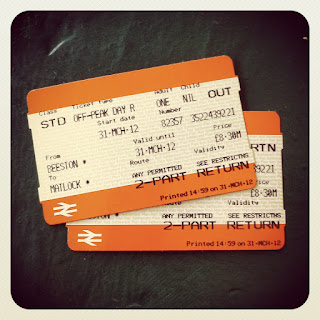 Class Ticket type Adult Child
STD OFF-PEAK DAY R ONE NIL OUT
Start date Number
31·MCH·12 82357 3522439221
From Valid until Price
BEESTON * 31·MCH·12 £8·30M
To Route Validity
MATLOCK * ANY PERMITTED SEE RESTRICTNS
2-PART RETURN
Printed 14:59 on 31-MCH-12
RTN
Price
£8·30M
Validity
ANY PERMITTED SEE RESTRICTNS
2-PART RETURN
Printed 14:59 on 31-MCH-12